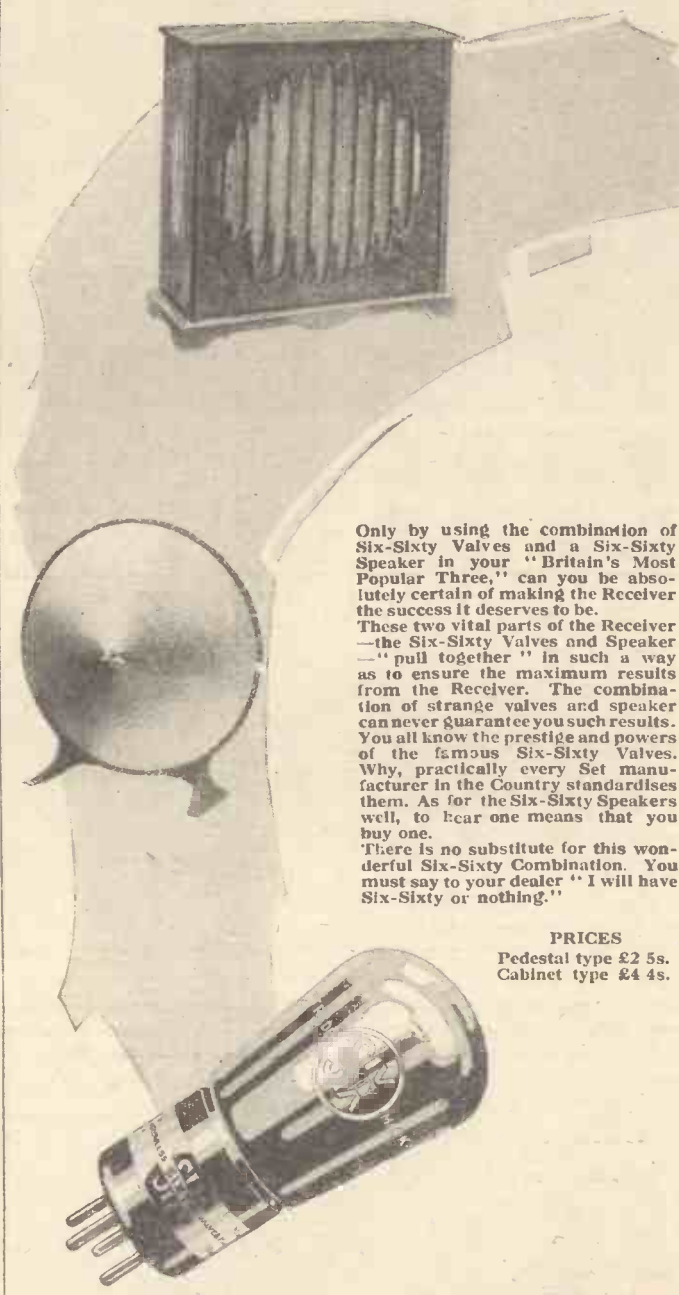 Only by using the combination of
Six-Sixty Valves and a Six-Sixty
Speaker in your "Britain's Most
Popular Three," can you be abso-
lutely certain of making the Receiver
the success it deserves to be.
These two vital parts of the Receiver
—the Six-Sixty Valves and Speaker
—"pull together" in such a way
as to ensure the maximum results
from the Receiver. The combina-
tion of strange valves and speaker
can never guarantee you such results.
You all know the prestige and powers
of the famous Six-Sixty Valves.
Why, practically every Set manu-
facturer in the Country standardises
them. As for the Six-Sixty Speakers
well, to hear one means that you
buy one.
There is no substitute for this won-
derful Six-Sixty Combination. You
must say to your dealer "I will have
Six-Sixty or nothing."
PRICES
Pedestal type £2 5s.
Cabinet type £4 4s.